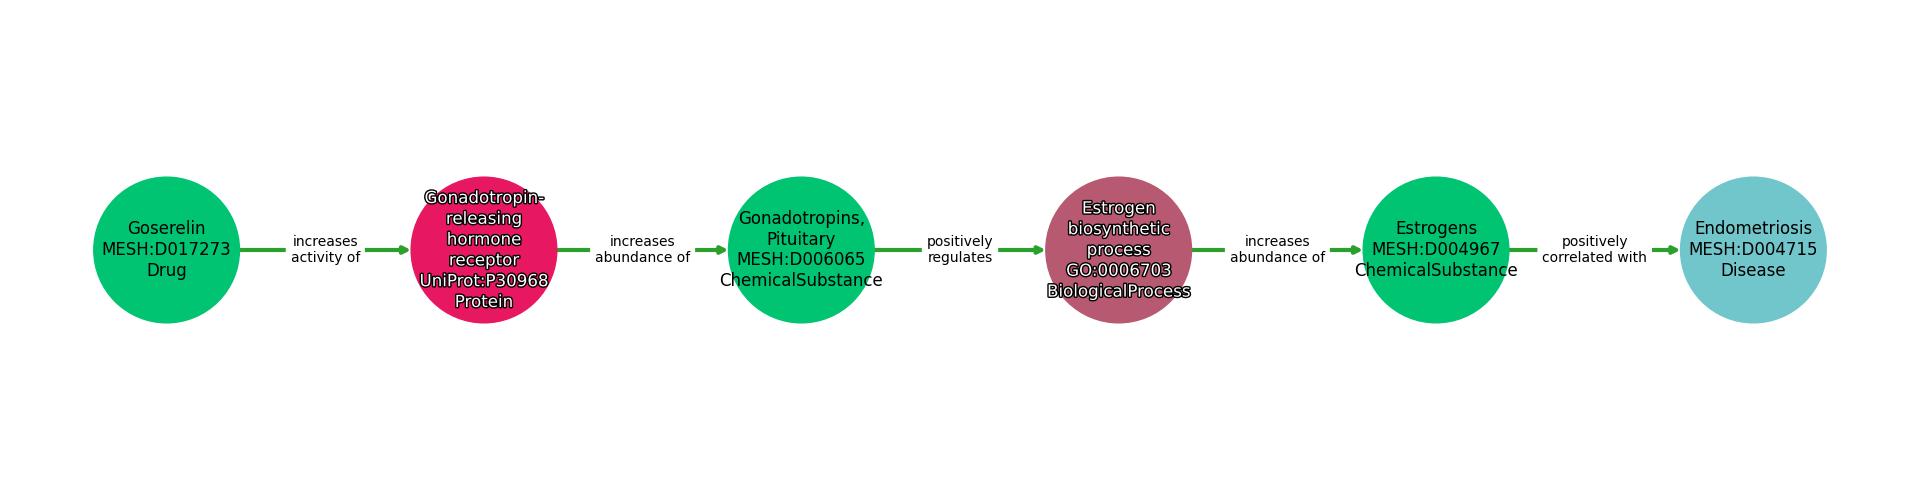 Goserelin
MESH:D017273
Drug
increases
activity of
Gonadotropin-
releasing
hormone
receptor
UniProt:P30968
Protein
increases
abundance of
Gonadotropins,
Pituitary
MESH:D006065
ChemicalSubstance
positively
regulates
Estrogen
biosynthetic
process
GO:0006703
BiologicalProcess
increases
abundance of
Estrogens
MESH:D004967
ChemicalSubstance
positively
correlated with
Endometriosis
MESH:D004715
Disease